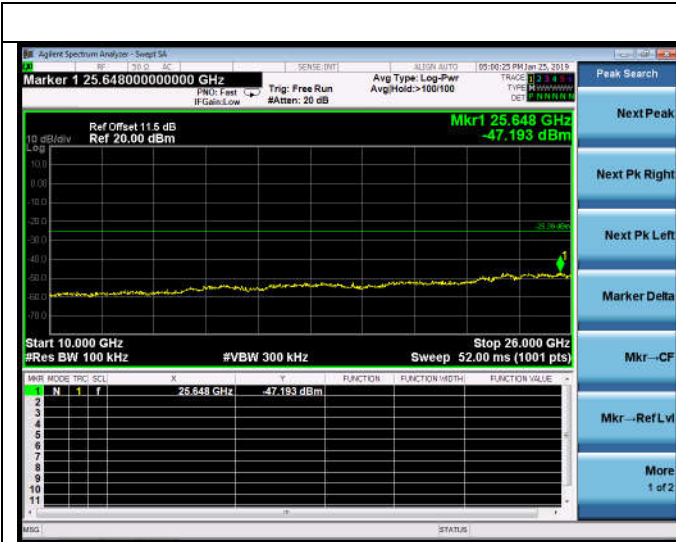 Agilent Spectrum Analyzer - Swept SA
RF 50 Ω AC SENSE:INT ALIGN AUTO 05:00:25 PM Jan 25, 2019
Marker 1 25.648000000000 GHz
PNO: Fast
IFGain:Low
Trig: Free Run
#Atten: 20 dB
Avg Type: Log-Pwr
Avg|Hold:>100/100
TRACE 1 2 3 4 5 6
TYPE M WWWWW
DET P N N N N N
Ref Offset 11.5 dB
Ref 20.00 dBm
10 dB/div
Log
Mkr1 25.648 GHz
-47.193 dBm
10.0
0.00
-10.0
-20.0
-30.0
-40.0
-50.0
-60.0
-70.0
1
Start 10.000 GHz
Stop 26.000 GHz
#Res BW 100 kHz
#VBW 300 kHz
Sweep 52.00 ms (1001 pts)
MKR MODE TRC SCL X Y FUNCTION FUNCTION WIDTH FUNCTION VALUE
1 N 1 f 25.648 GHz -47.193 dBm
2
3
4
5
6
7
8
9
10
11
MSG STATUS
Peak Search
Next Peak
Next Pk Right
Next Pk Left
Marker Delta
Mkr→CF
Mkr→RefLvl
More
1 of 2